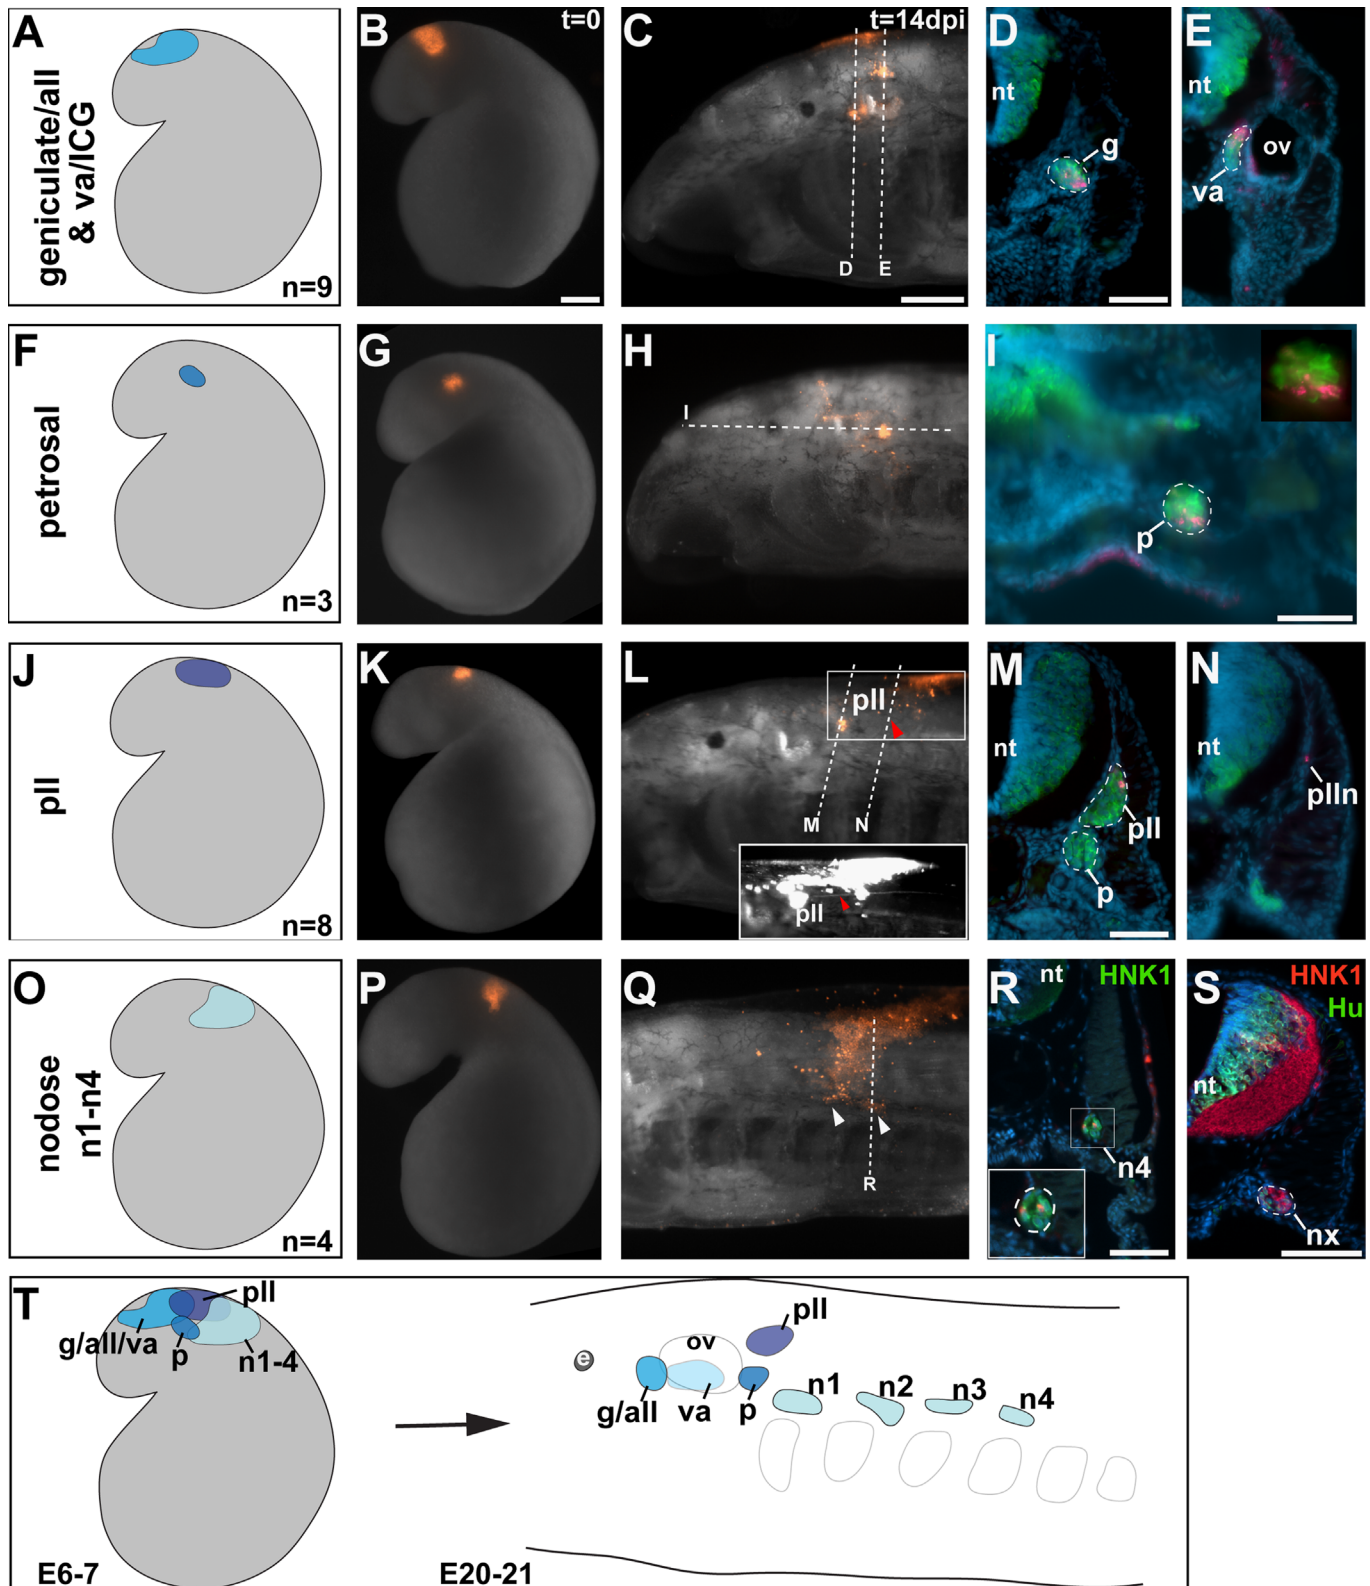 A
geniculate/all
& va/ICG
n=9
B
t=0
C
t=14dpi
D
E
D
nt
g
E
nt
ov
va
F
petrosal
n=3
G
H
I
I
p
J
pll
n=8
K
L
pll
M
N
pll
M
nt
pll
p
N
nt
plln
O
nodose
n1-n4
n=4
P
Q
R
R
nt
HNK1
n4
S
HNK1
Hu
nt
nx
T
pll
g/all/va
p
n1-4
E6-7
pll
ov
e
n1
n2
n3
n4
g/all
va
p
E20-21